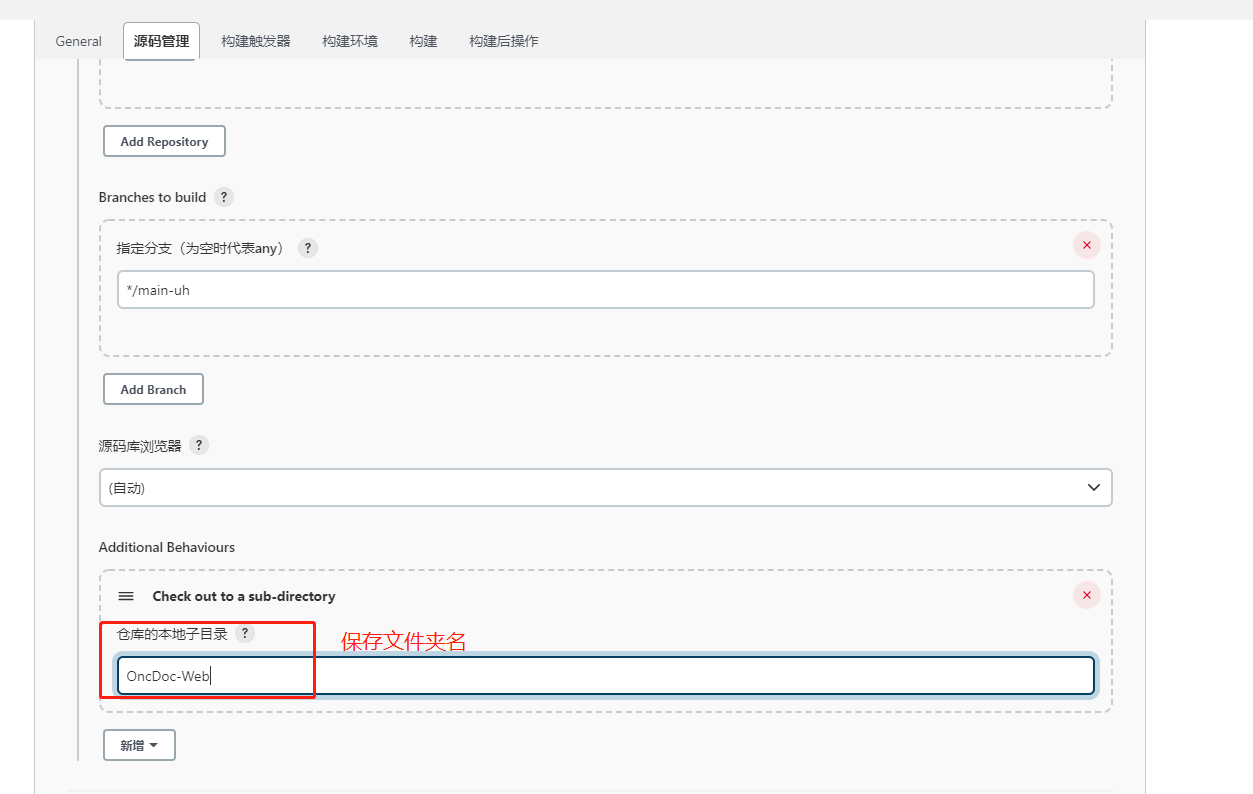 General 源码管理 构建触发器 构建环境 构建 构建后操作
Add Repository
Branches to build ?
指定分支（为空时代表any） ?
*/main-uh
Add Branch
源码库浏览器 ?
(自动)
Additional Behaviours
Check out to a sub-directory
仓库的本地子目录 ?
保存文件夹名
OncDoc-Web
新增